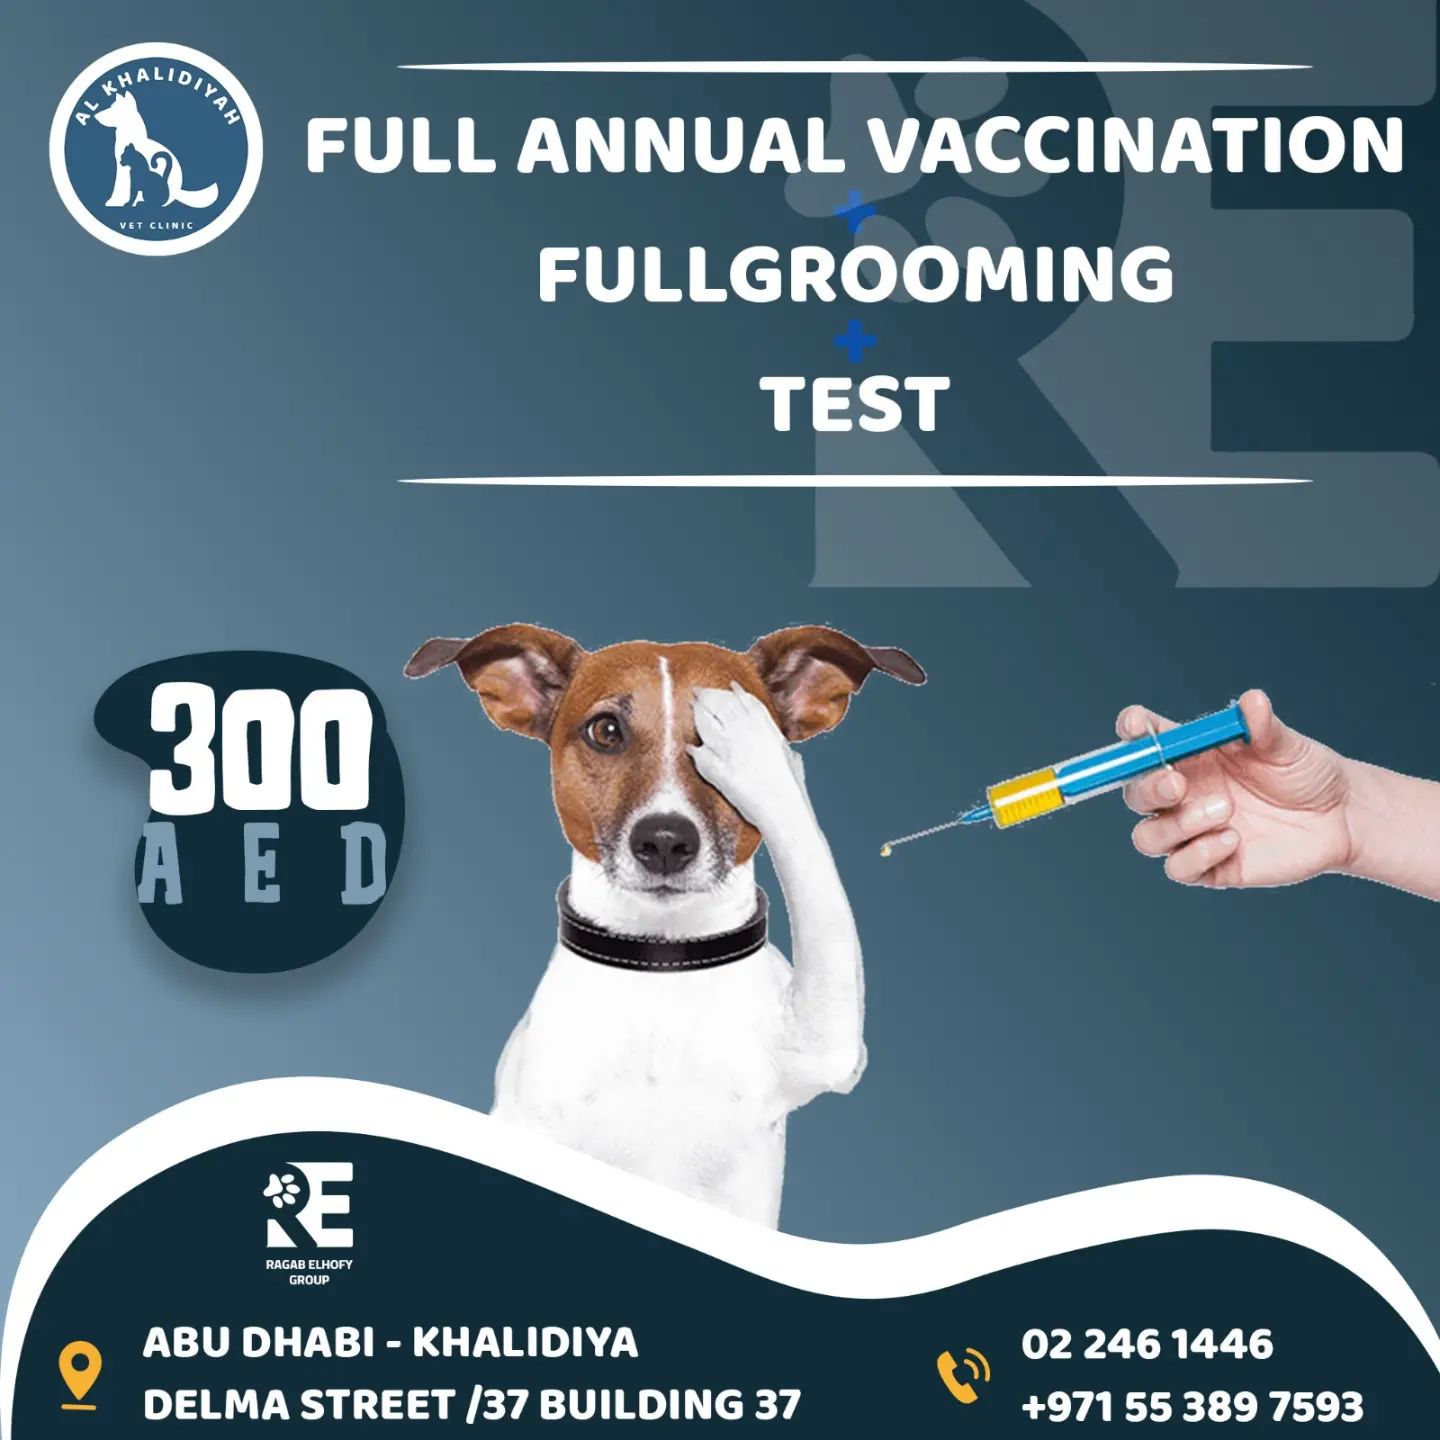 AL KHALIDIYAH
VET CLINIC
FULL ANNUAL VACCINATION
+
FULLGROOMING
+
TEST
300
AED
RE
RAGAB ELHOFY
GROUP
ABU DHABI - KHALIDIYA
DELMA STREET /37 BUILDING 37
02 246 1446
+971 55 389 7593